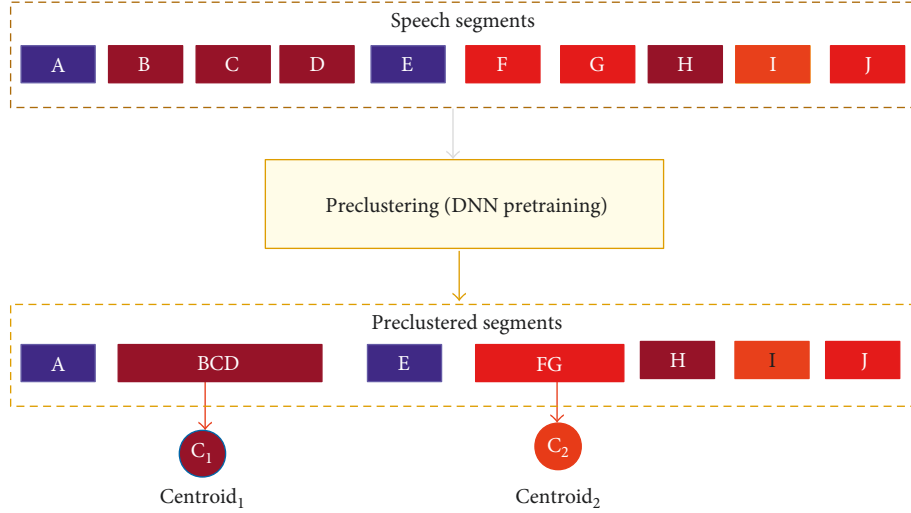 Speech segments
A B C D E F G H I J
Preclustering (DNN pretraining)
Preclustered segments
A BCD E FG H I J
C₁ C₂
Centroid₁ Centroid₂